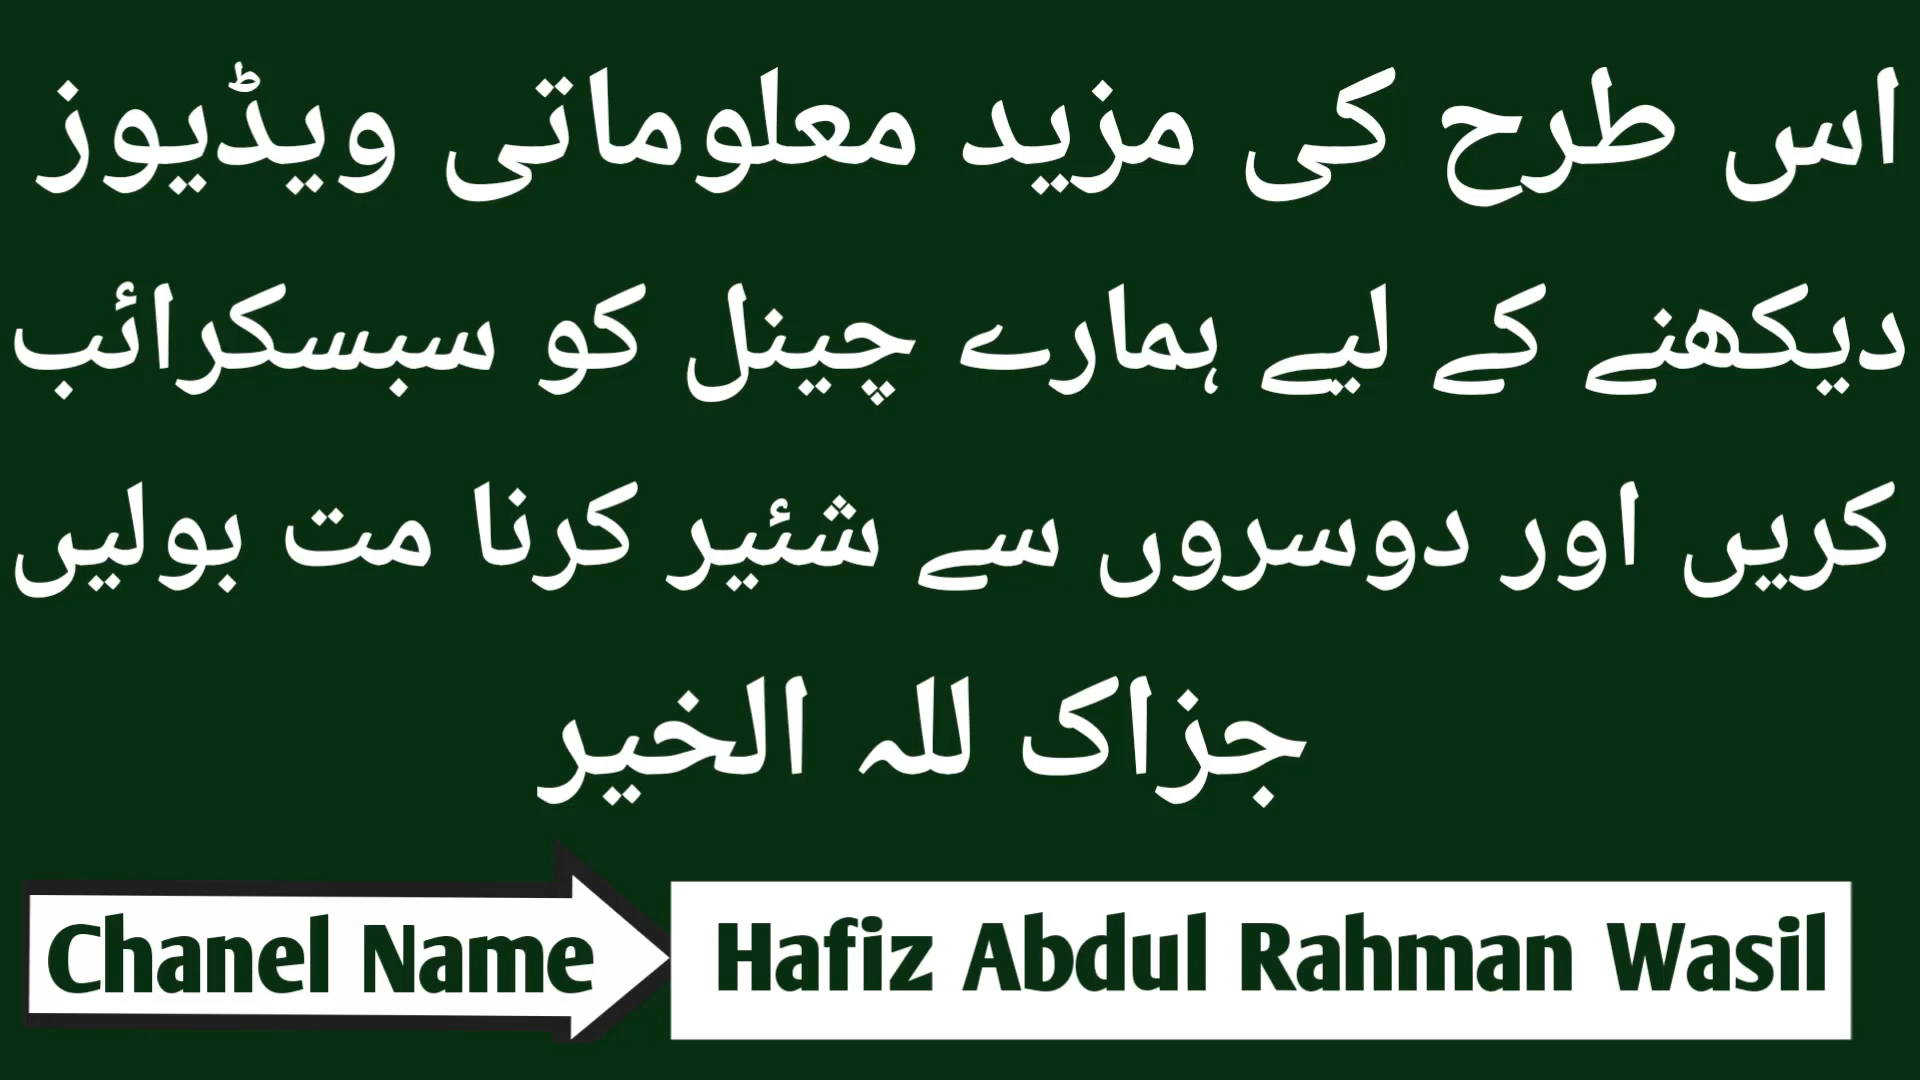 اس طرح کی مزید معلوماتی ویڈیوز
دیکھنے کے لیے ہمارے چینل کو سبسکرائب
کریں اور دوسروں سے شئیر کرنا مت بولیں
جزاک للہ الخیر
Chanel Name
Hafiz Abdul Rahman Wasil